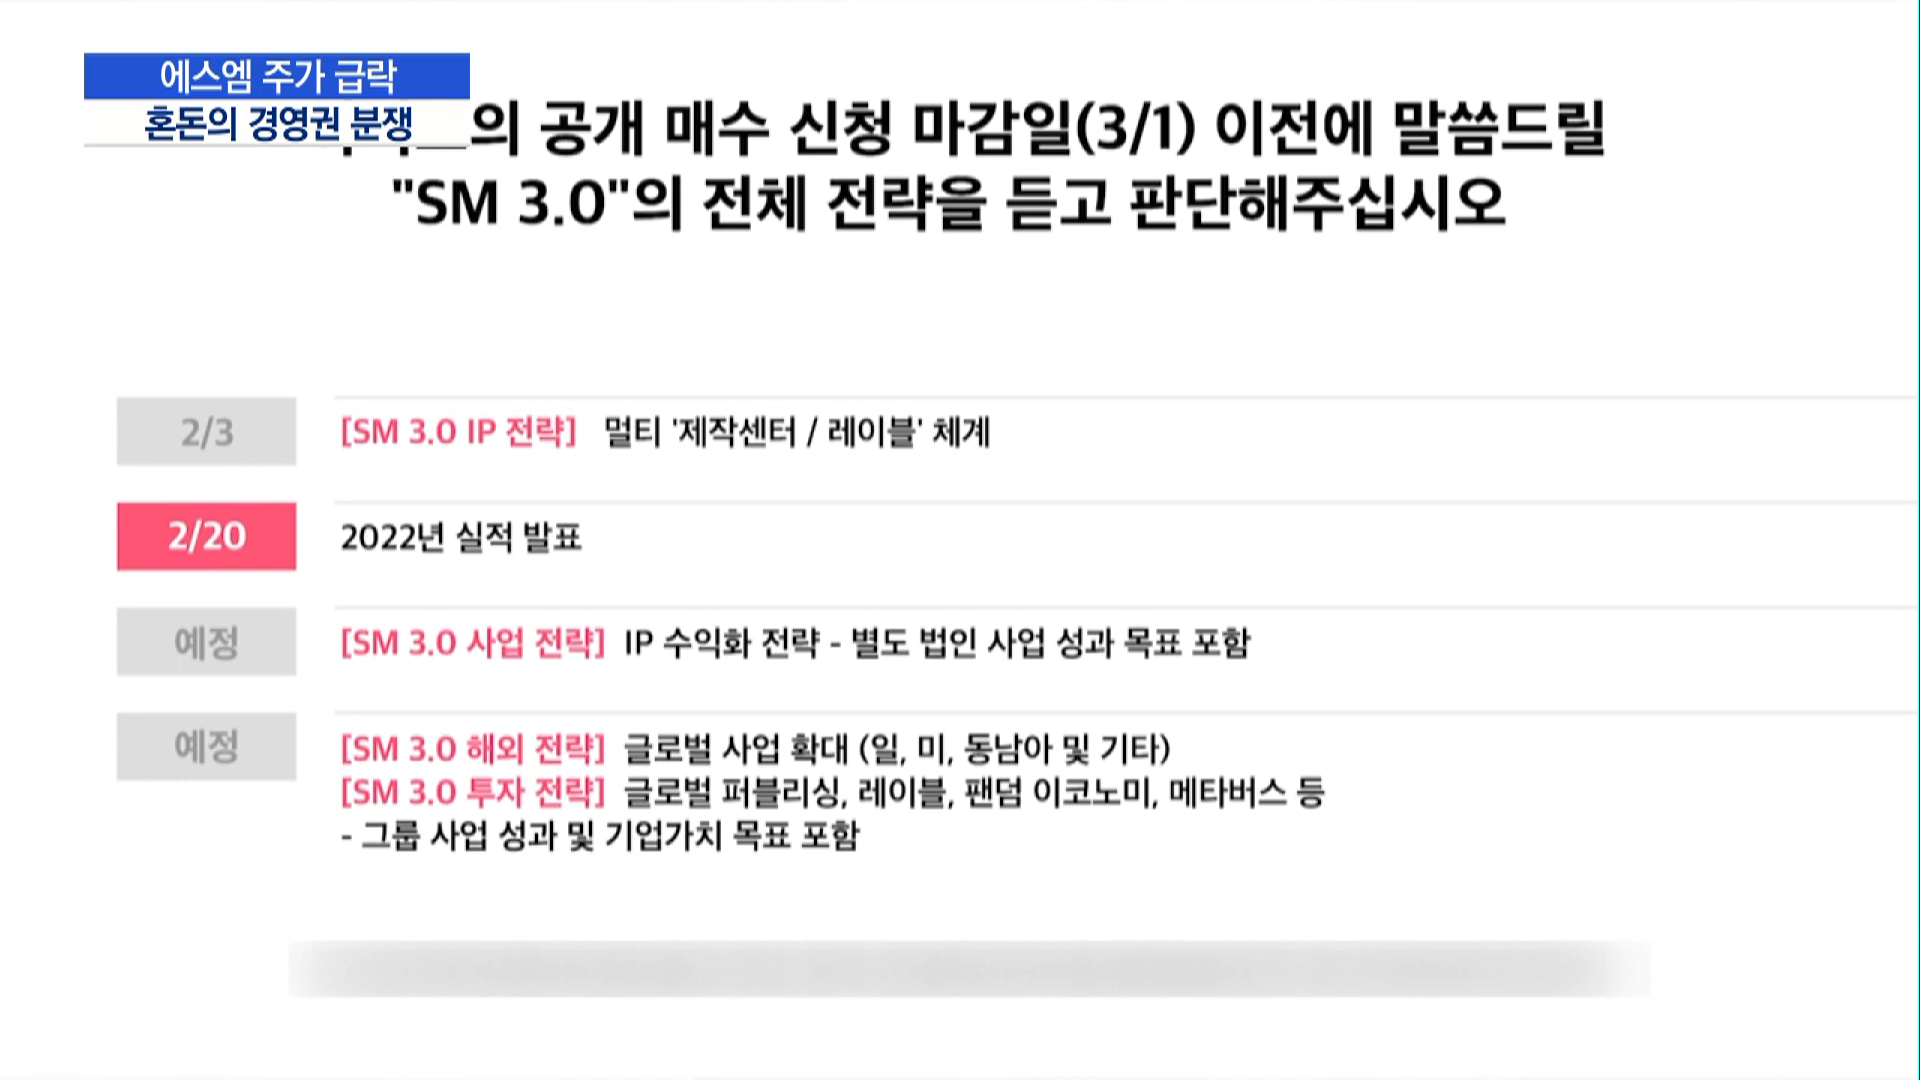 에스엠 주가 급락
혼돈의 경영권 분쟁
의 공개 매수 신청 마감일(3/1) 이전에 말씀드릴
"SM 3.0"의 전체 전략을 듣고 판단해주십시오
2/3 [SM 3.0 IP 전략] 멀티 '제작센터 / 레이블' 체계
2/20 2022년 실적 발표
예정 [SM 3.0 사업 전략] IP 수익화 전략 - 별도 법인 사업 성과 목표 포함
예정 [SM 3.0 해외 전략] 글로벌 사업 확대 (일, 미, 동남아 및 기타)
[SM 3.0 투자 전략] 글로벌 퍼블리싱, 레이블, 팬덤 이코노미, 메타버스 등
- 그룹 사업 성과 및 기업가치 목표 포함